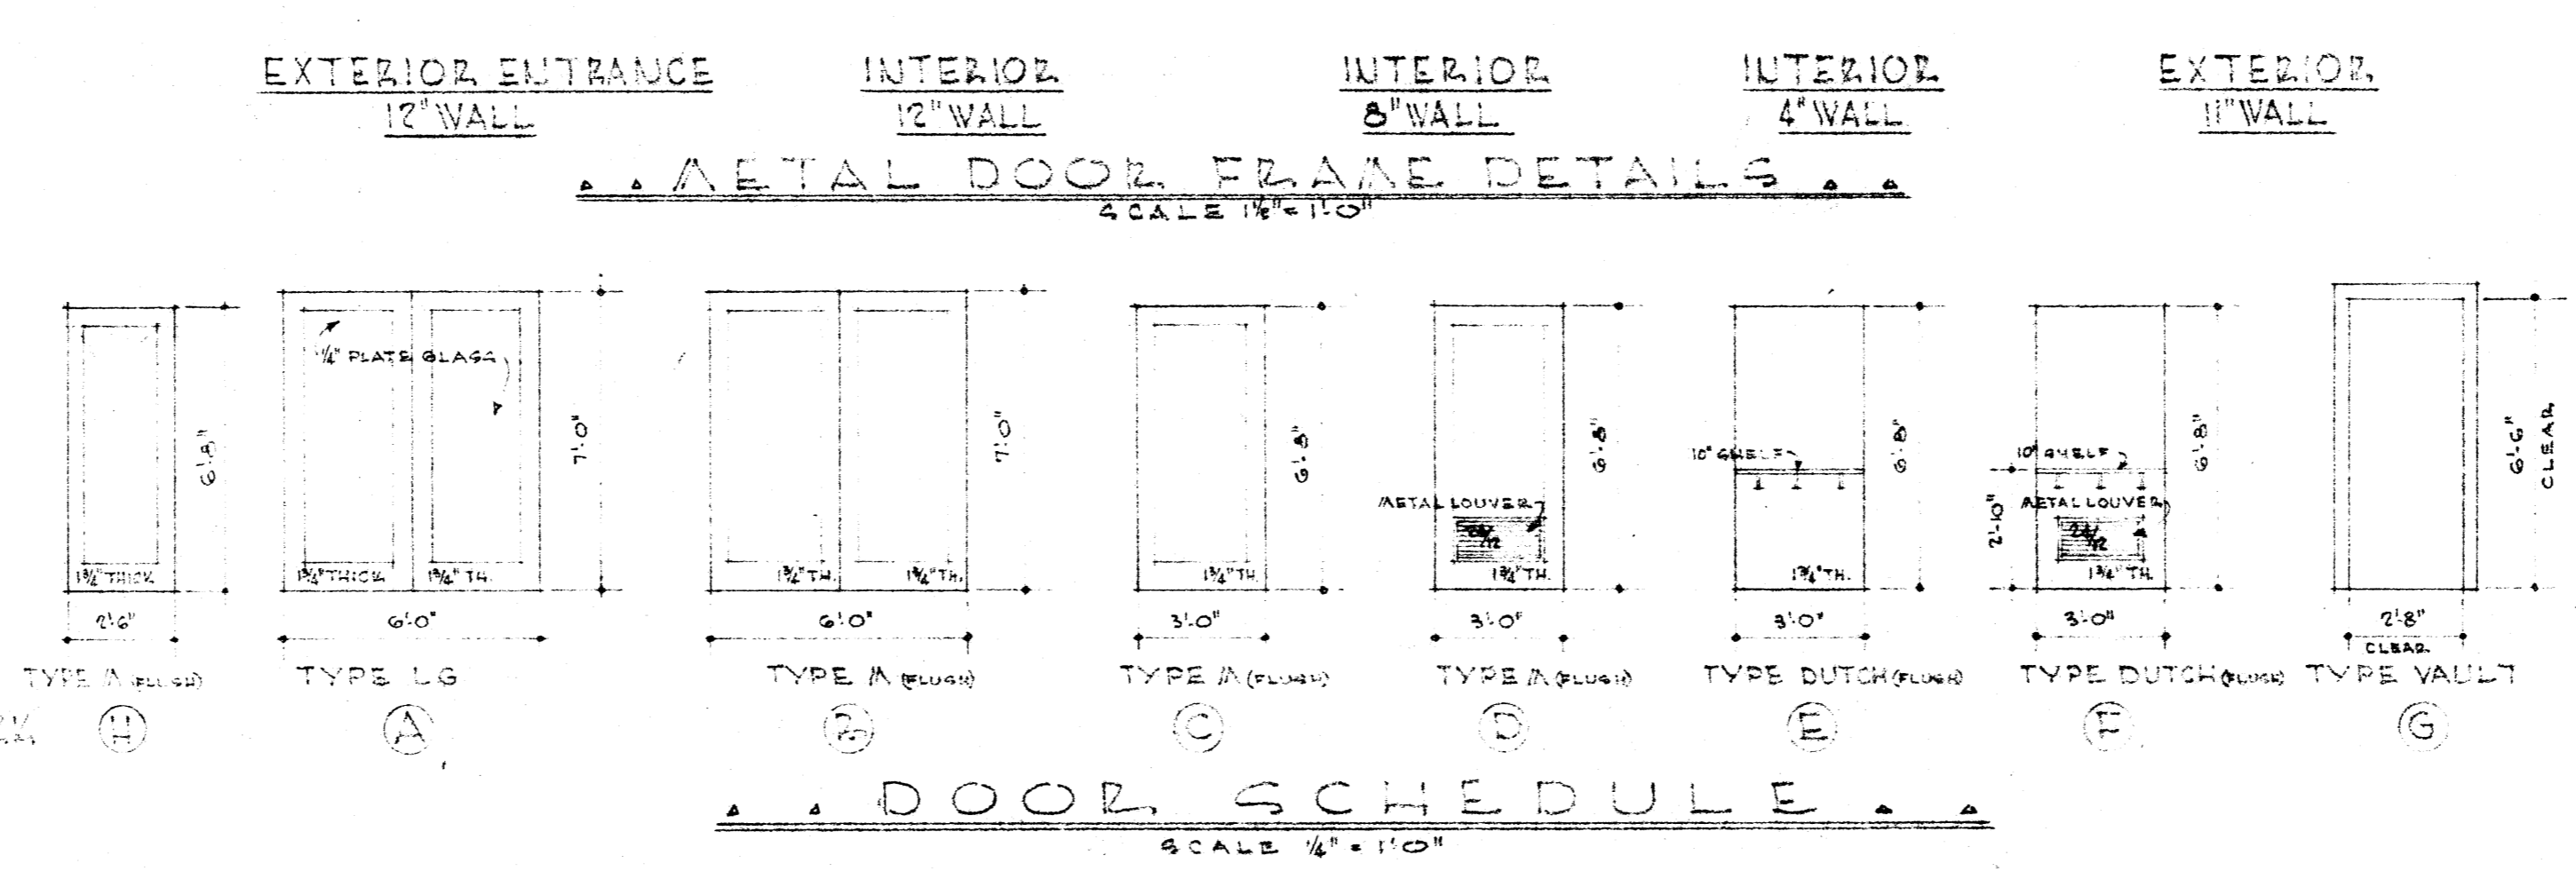 EXTERIOR ENTRANCE
12" WALL
INTERIOR
12" WALL
INTERIOR
8" WALL
INTERIOR
4" WALL
EXTERIOR
11" WALL
METAL DOOR FRAME DETAILS
SCALE 1½" = 1'-0"
1¾" THICK
6'-8"
2'-6"
TYPE M (FLUSH)
H
¼" PLATE GLASS
1¾" THICK
1¾" TH.
7'-0"
6'-0"
TYPE LG
A
1¾" TH.
1¾" TH.
7'-0"
6'-0"
TYPE M (FLUSH)
B
1¾" TH.
6'-8"
3'-0"
TYPE M (FLUSH)
C
METAL LOUVER
24/12
1¾" TH.
6'-8"
3'-0"
TYPE M (FLUSH)
D
10" SHELF
1¾" TH.
6'-8"
3'-0"
TYPE DUTCH (FLUSH)
E
10" SHELF
METAL LOUVER
24/12
1¾" TH.
2'-10"
6'-8"
3'-0"
TYPE DUTCH (FLUSH)
F
6'-6"
CLEAR
2'-8"
CLEAR
TYPE VAULT
G
DOOR SCHEDULE
SCALE ¼" = 1'-0"